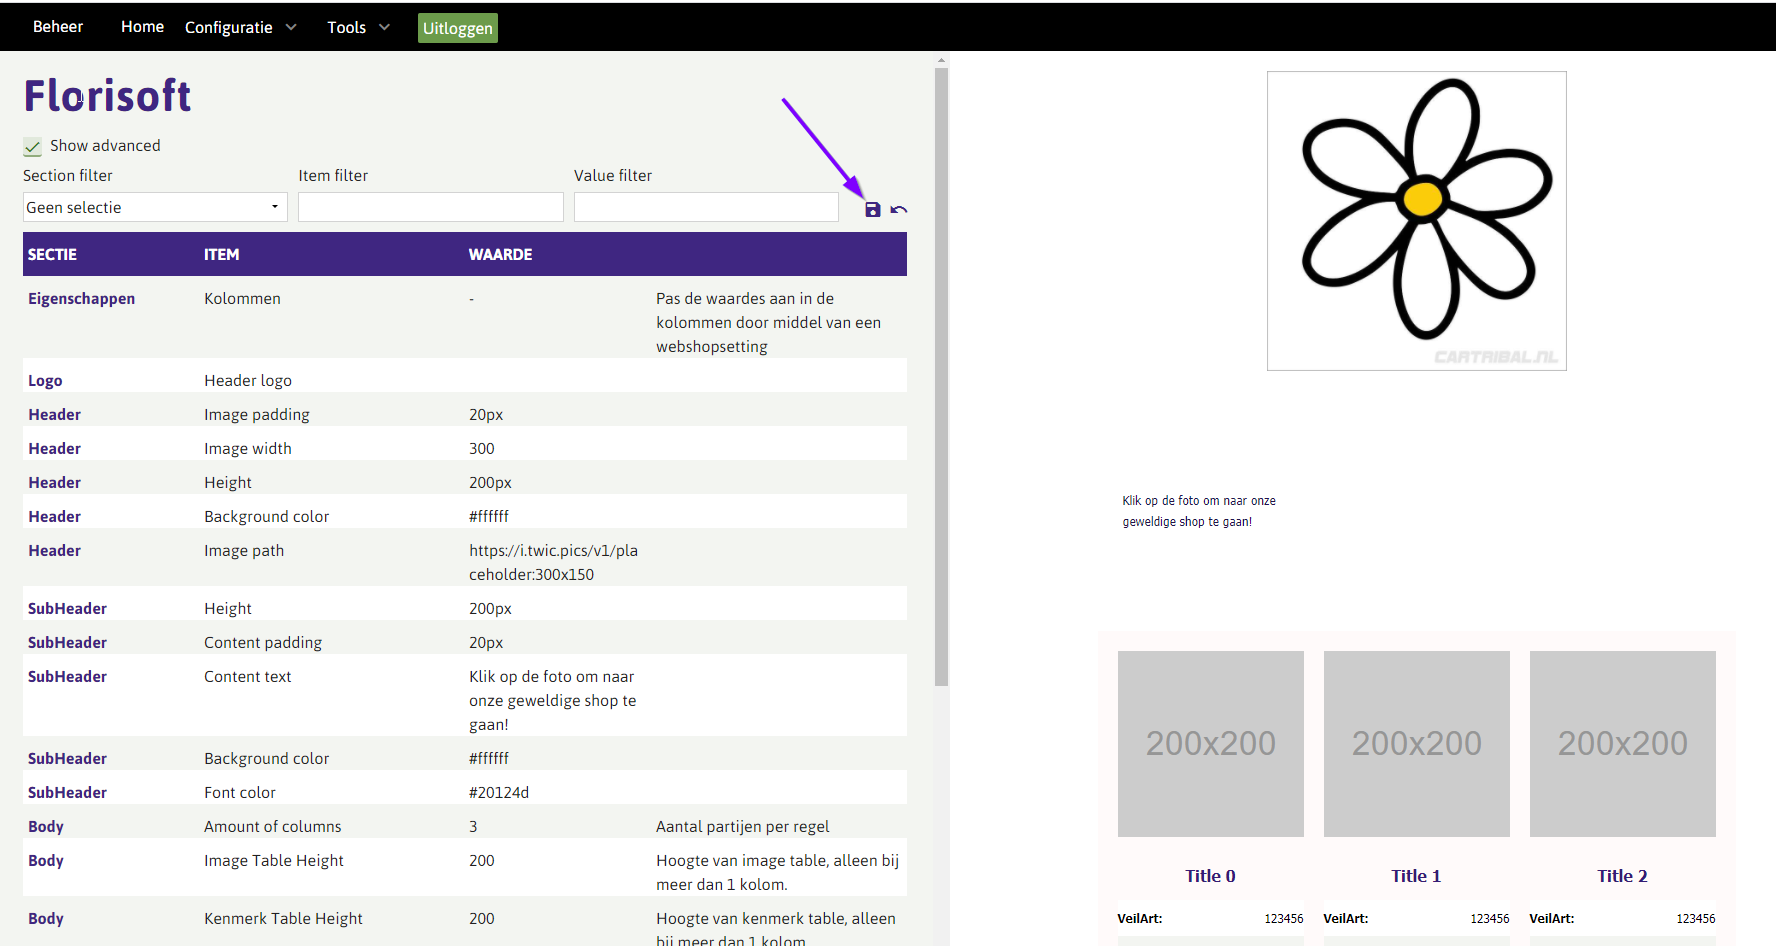 Beheer Home Configuratie Tools Uitloggen
Florisoft
Show advanced
Section filter Item filter Value filter
Geen selectie
SECTIE ITEM WAARDE
Eigenschappen Kolommen - Pas de waardes aan in de
kolommen door middel van een
webshopsetting
Logo Header logo
Header Image padding 20px
Header Image width 300
Header Height 200px
Header Background color #ffffff
Header Image path https://i.twic.pics/v1/pla
ceholder:300x150
SubHeader Height 200px
SubHeader Content padding 20px
SubHeader Content text Klik op de foto om naar
onze geweldige shop te
gaan!
SubHeader Background color #ffffff
SubHeader Font color #20124d
Body Amount of columns 3 Aantal partijen per regel
Body Image Table Height 200 Hoogte van image table, alleen bij
meer dan 1 kolom.
Body Kenmerk Table Height 200 Hoogte van kenmerk table, alleen
bij meer dan 1 kolom
CARTRIBAL.NL
Klik op de foto om naar onze
geweldige shop te gaan!
200x200 200x200 200x200
Title 0 Title 1 Title 2
VeilArt: 123456 VeilArt: 123456 VeilArt: 123456